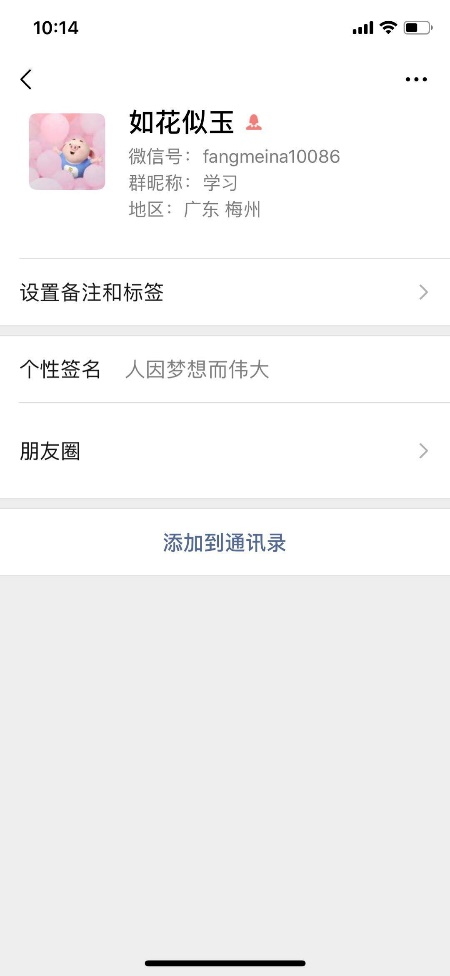 10:14
如花似玉
微信号：fangmeina10086
群昵称：学习
地区：广东 梅州
设置备注和标签
个性签名 人因梦想而伟大
朋友圈
添加到通讯录